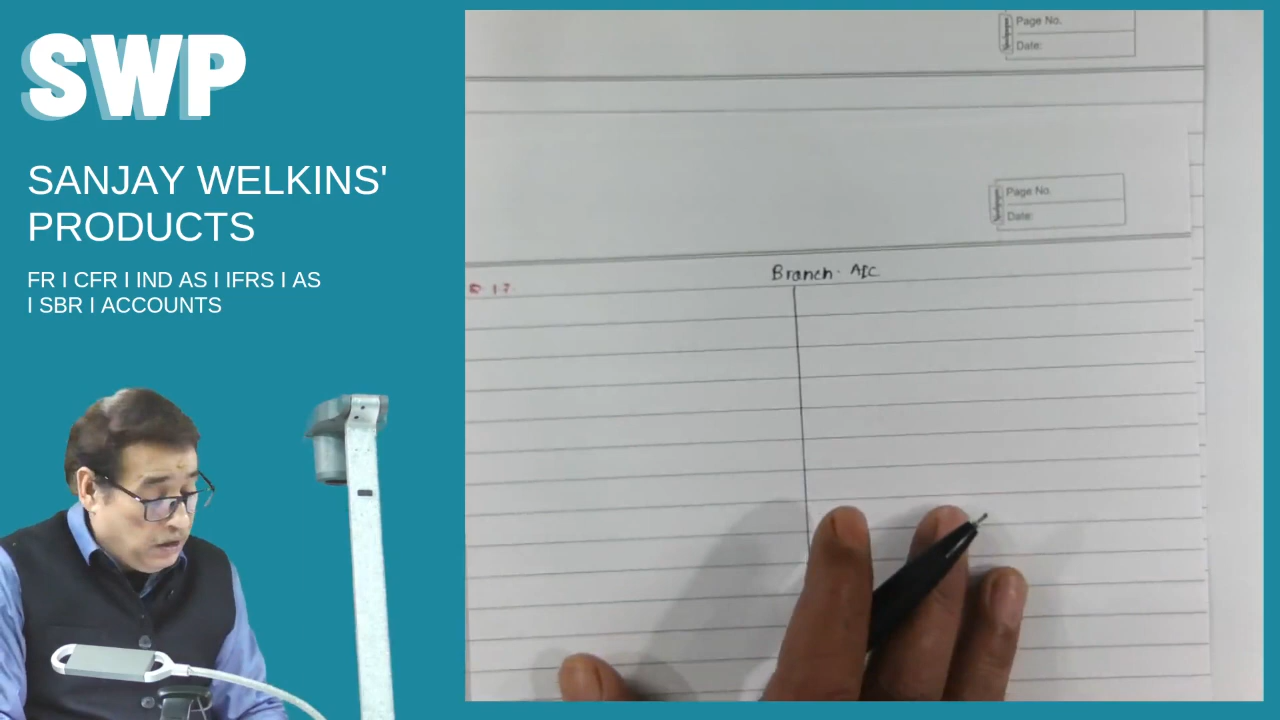 SWP
SANJAY WELKINS'
PRODUCTS
FR I CFR I IND AS I IFRS I AS
I SBR I ACCOUNTS
Page No.
Date:
Page No.
Date:
Branch A/C